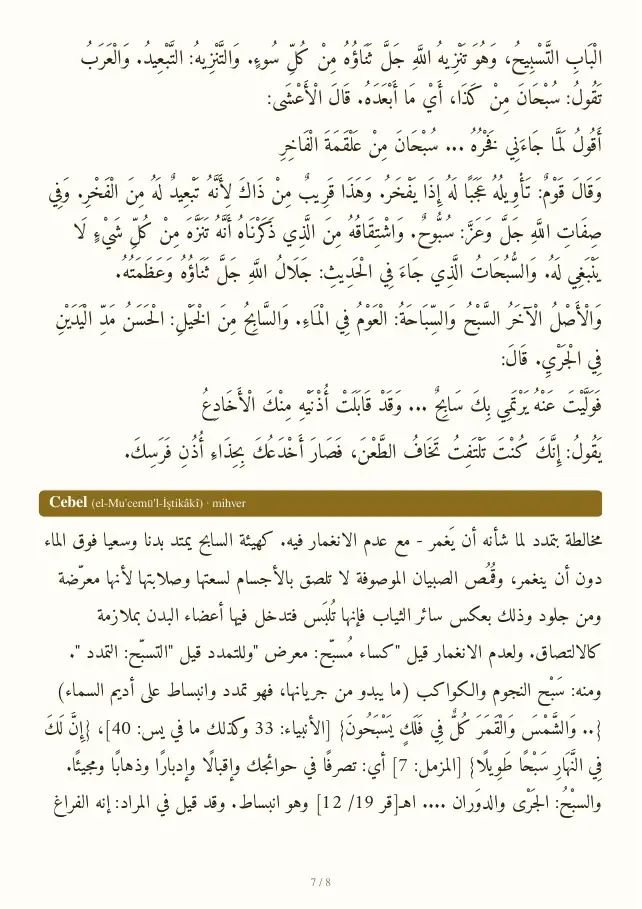 الْبَابِ التَّسْبِيحُ، وَهُوَ تَنْزِيهُ اللَّهِ جَلَّ ثَنَاؤُهُ مِنْ كُلِّ سُوءٍ. وَالتَّنْزِيهُ: التَّبْعِيدُ. وَالْعَرَبُ
تَقُولُ: سُبْحَانَ مِنْ كَذَا، أَيْ مَا أَبْعَدَهُ. قَالَ الْأَعْشَى:
أَقُولُ لَمَّا جَاءَنِي فَخْرُهُ ... سُبْحَانَ مِنْ عَلْقَمَةَ الْفَاخِرِ
وَقَالَ قَوْمٌ: تَأْوِيلُهُ عَجَبًا لَهُ إِذَا يَفْخَرُ. وَهَذَا قَرِيبٌ مِنْ ذَاكَ لِأَنَّهُ تَبْعِيدٌ لَهُ مِنَ الْفَخْرِ. وَفِي
صِفَاتِ اللَّهِ جَلَّ وَعَزَّ: سُبُّوحٌ. وَاشْتِقَاقُهُ مِنَ الَّذِي ذَكَرْنَاهُ أَنَّهُ تَنَزَّهَ مِنْ كُلِّ شَيْءٍ لَا
يَنْبَغِي لَهُ. وَالسُّبُحَاتُ الَّذِي جَاءَ فِي الْحَدِيثِ: جَلَالُ اللَّهِ جَلَّ ثَنَاؤُهُ وَعَظَمَتُهُ.
وَالْأَصْلُ الْآخَرُ السَّبْحُ وَالسِّبَاحَةُ: الْعَوْمُ فِي الْمَاءِ. وَالسَّابِحُ مِنَ الْخَيْلِ: الْحَسَنُ مَدِّ الْيَدَيْنِ
فِي الْجَرْيِ. قَالَ:
فَوَلَّيْتَ عَنْهُ يَرْتَمِي بِكَ سَابِحٌ ... وَقَدْ قَابَلَتْ أُذْنَيْهِ مِنْكَ الْأَخَادِعُ
يَقُولُ: إِنَّكَ كُنْتَ تَلْتَفِتُ تَخَافُ الطَّعْنَ، فَصَارَ أَخْدَعُكَ بِحِذَاءِ أُذُنِ فَرَسِكَ.
Cebel (el-Mu'cemü'l-İştikâkî) · mihver
مخالطة بتمدد لما شأنه أن يَغمر - مع عدم الانغمار فيه. كهيئة السابح يمتد بدنا وسعيا فوق الماء
دون أن ينغمر، وقُمُص الصبيان الموصوفة لا تلصق بالأجسام لسعتها وصلابتها لأنها معرّضة
ومن جلود وذلك بعكس سائر الثياب فإنها تُلبَس فتدخل فيها أعضاء البدن بملازمة
كالالتصاق. ولعدم الانغمار قيل "كساء مُسبّح: معرض "وللتمدد قيل "التسبّح: التمدد ".
ومنه: سَبْح النجوم والكواكب (ما يبدو من جريانها، فهو تمدد وانبساط على أديم السماء)
{.. وَالشَّمْسَ وَالْقَمَرَ كُلٌّ فِي فَلَكٍ يَسْبَحُونَ} [الأنبياء: 33 وكذلك ما في يس: 40]، {إِنَّ لَكَ
فِي النَّهَارِ سَبْحًا طَوِيلًا} [المزمل: 7] أي: تصرفًا في حوائجك وإقبالًا وإدبارًا وذهابًا ومجيئًا.
والسبْحُ: الجَرْى والدوَران .... اهـ[قر 19/ 12] وهو انبساط. وقد قيل في المراد: إنه الفراغ
7 / 8